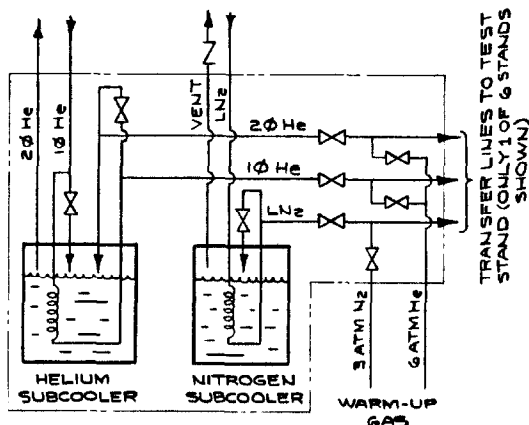 2Ø He
1Ø He
VENT
LN2
2Ø He
1Ø He
LN2
TRANSFER LINES TO TEST
STAND (ONLY 1 OF 6 STANDS
SHOWN)
3 ATM N2
6 ATM He
HELIUM
SUBCOOLER
NITROGEN
SUBCOOLER
WARM-UP
GAS